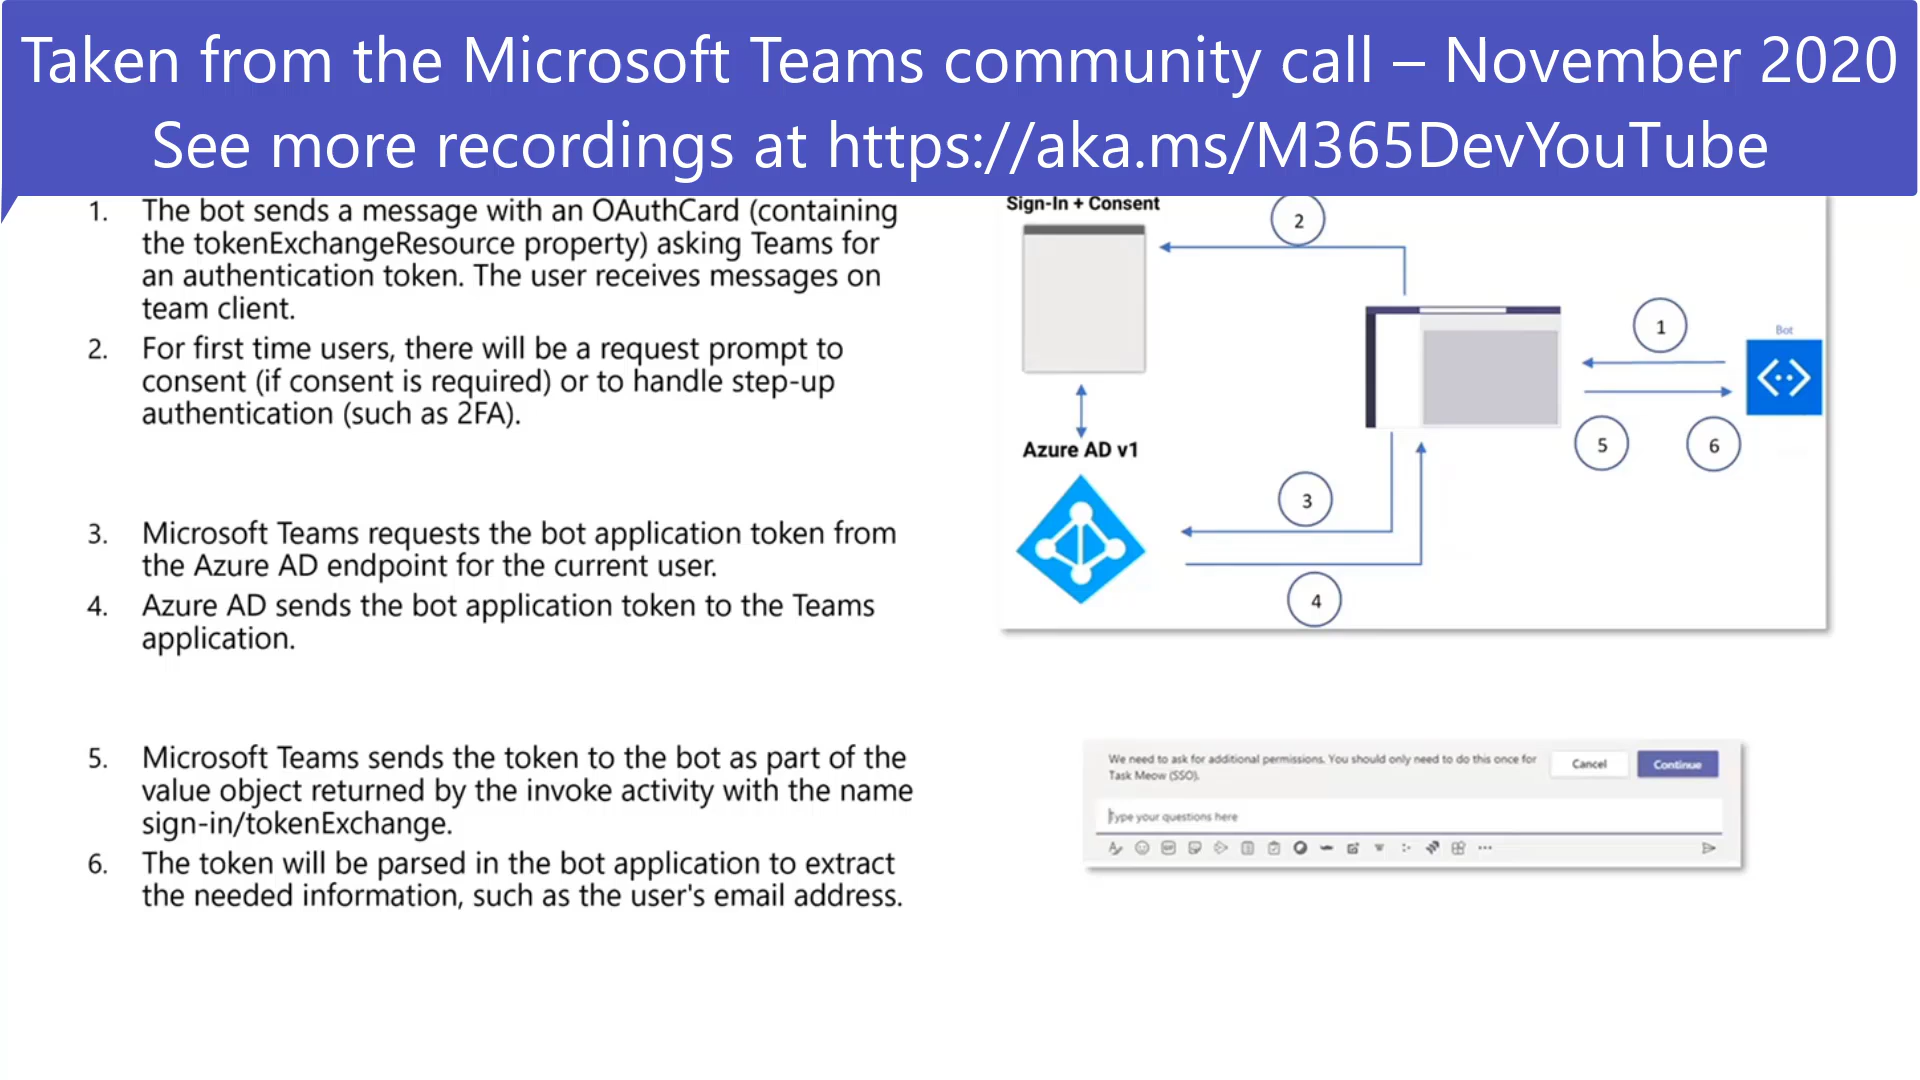 Taken from the Microsoft Teams community call – November 2020
See more recordings at https://aka.ms/M365DevYouTube
1. The bot sends a message with an OAuthCard (containing
the tokenExchangeResource property) asking Teams for
an authentication token. The user receives messages on
team client.
2. For first time users, there will be a request prompt to
consent (if consent is required) or to handle step-up
authentication (such as 2FA).
3. Microsoft Teams requests the bot application token from
the Azure AD endpoint for the current user.
4. Azure AD sends the bot application token to the Teams
application.
5. Microsoft Teams sends the token to the bot as part of the
value object returned by the invoke activity with the name
sign-in/tokenExchange.
6. The token will be parsed in the bot application to extract
the needed information, such as the user's email address.
Sign-In + Consent
2
1
Bot
5
6
Azure AD v1
3
4
We need to ask for additional permissions. You should only need to do this once for
Task Meow (SSO).
Cancel
Continue
Type your questions here